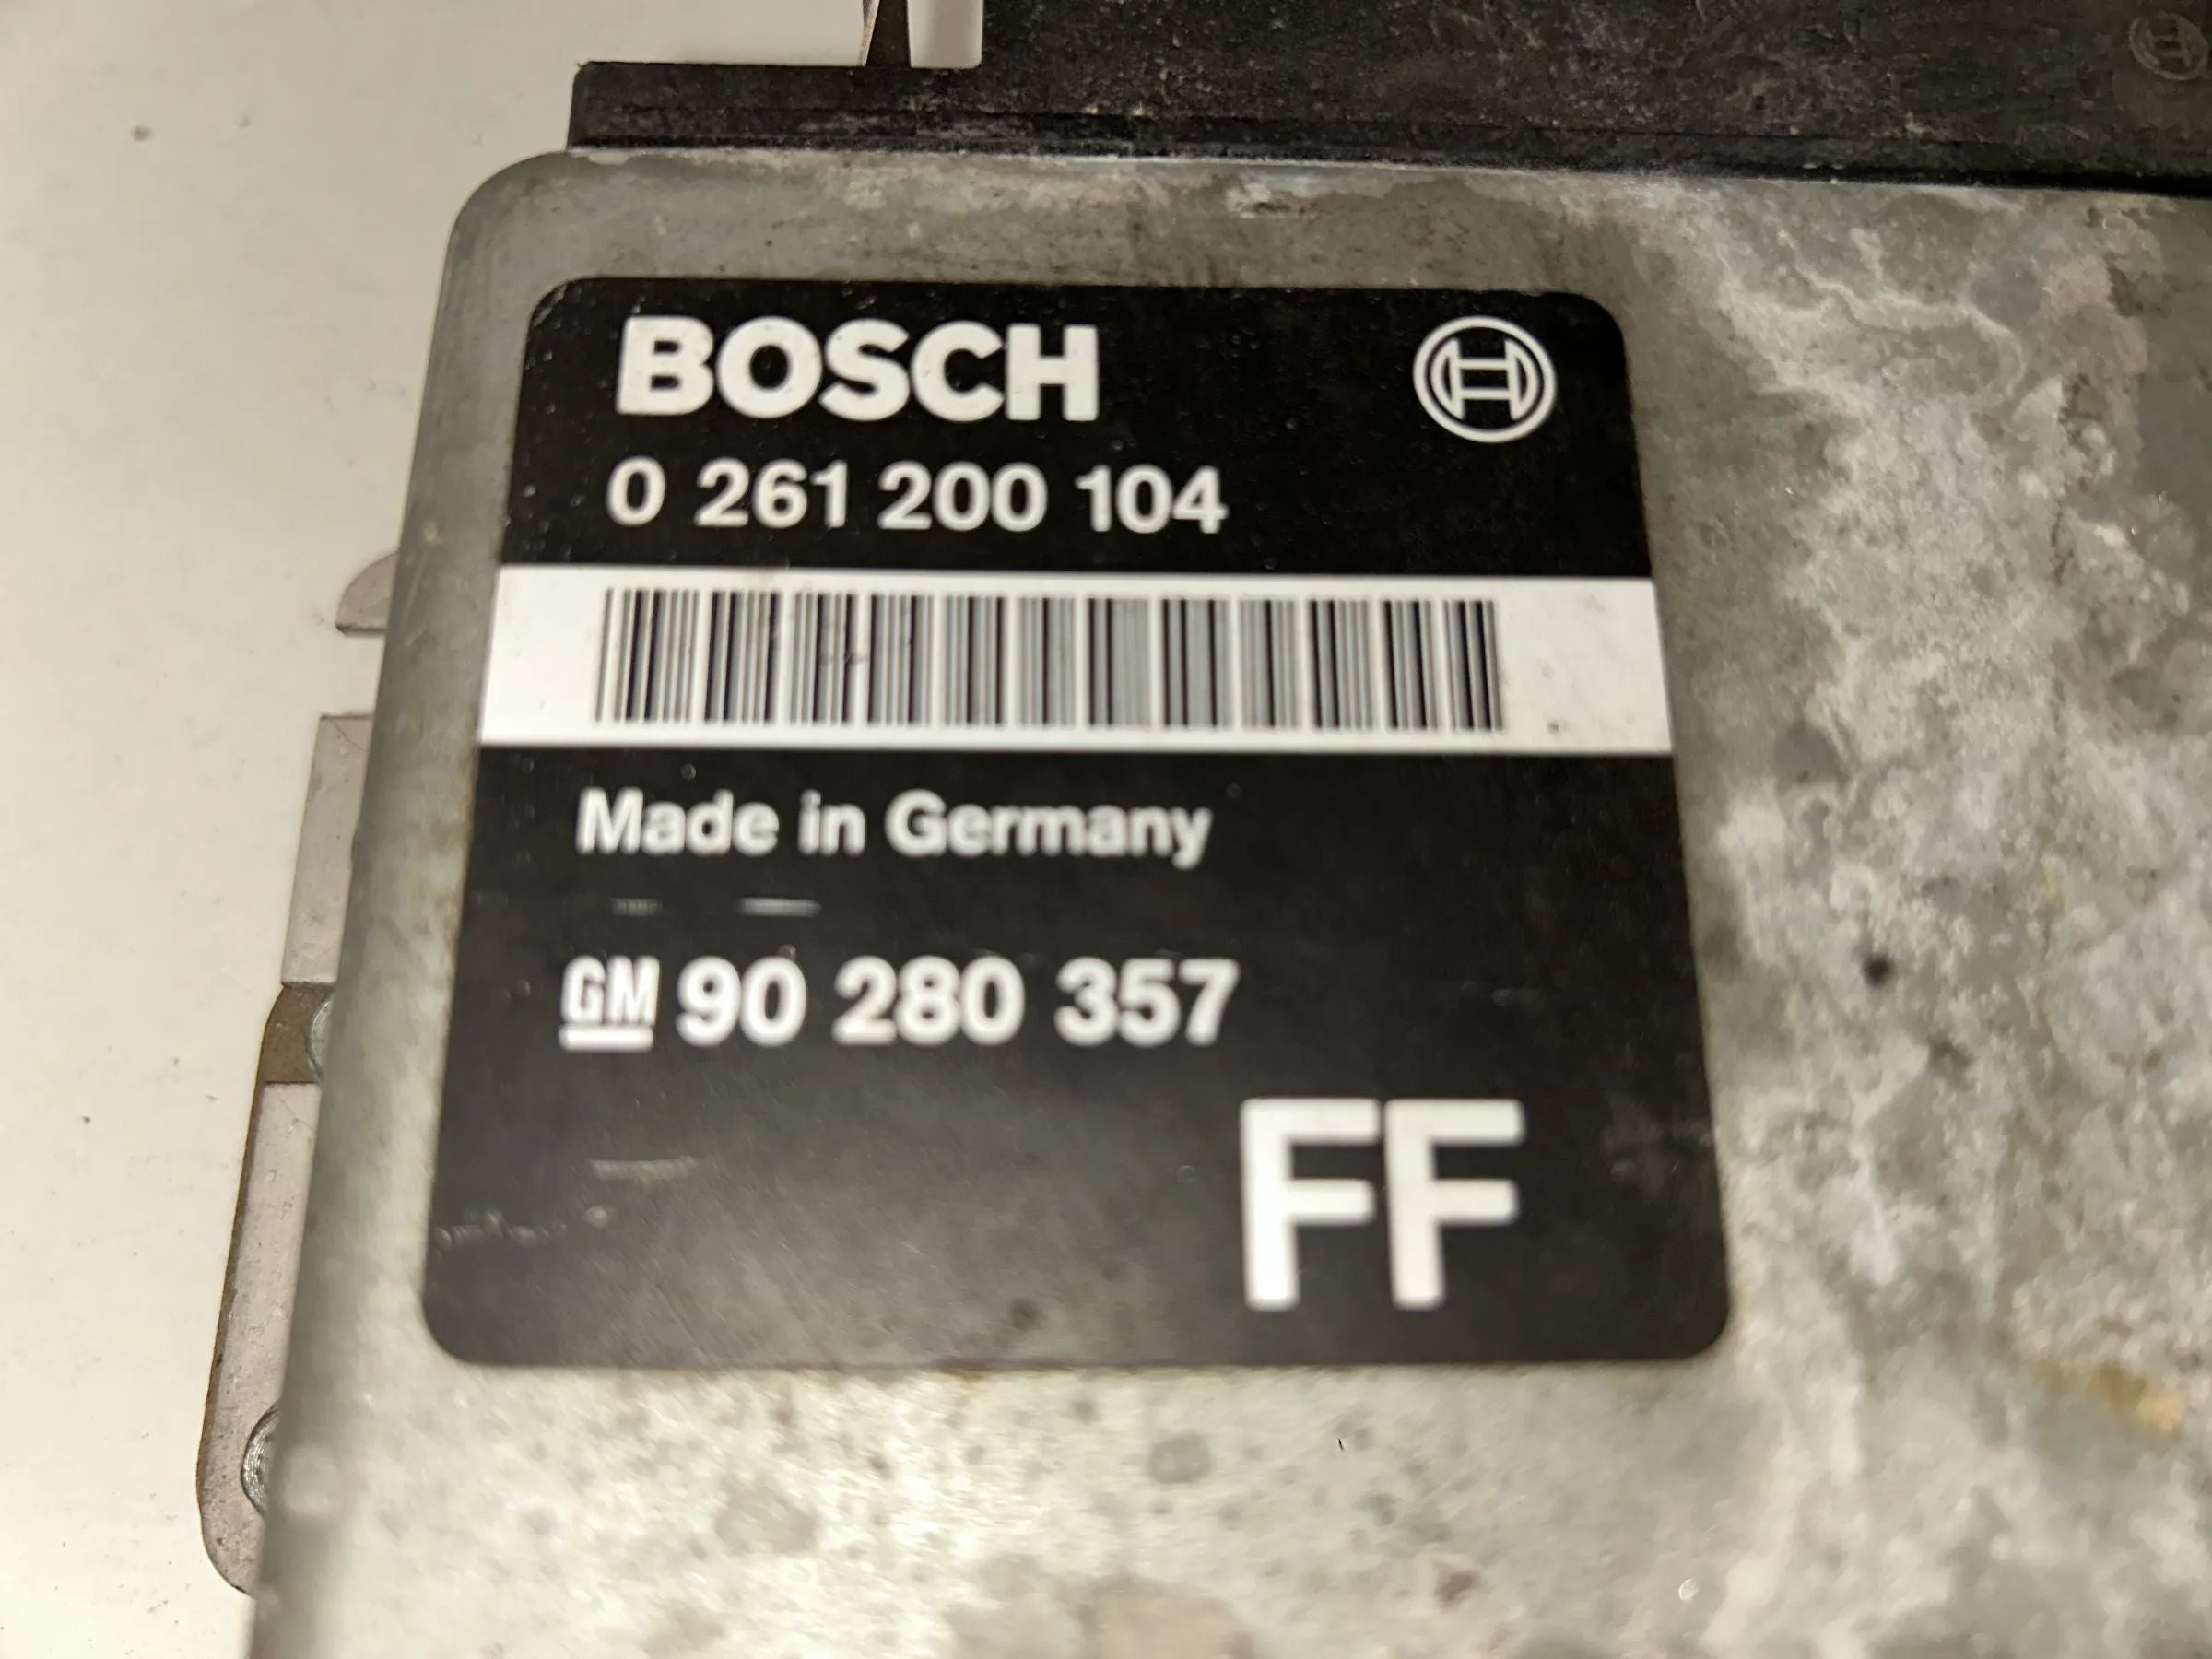 BOSCH
0 261 200 104
Made in Germany
GM 90 280 357
FF